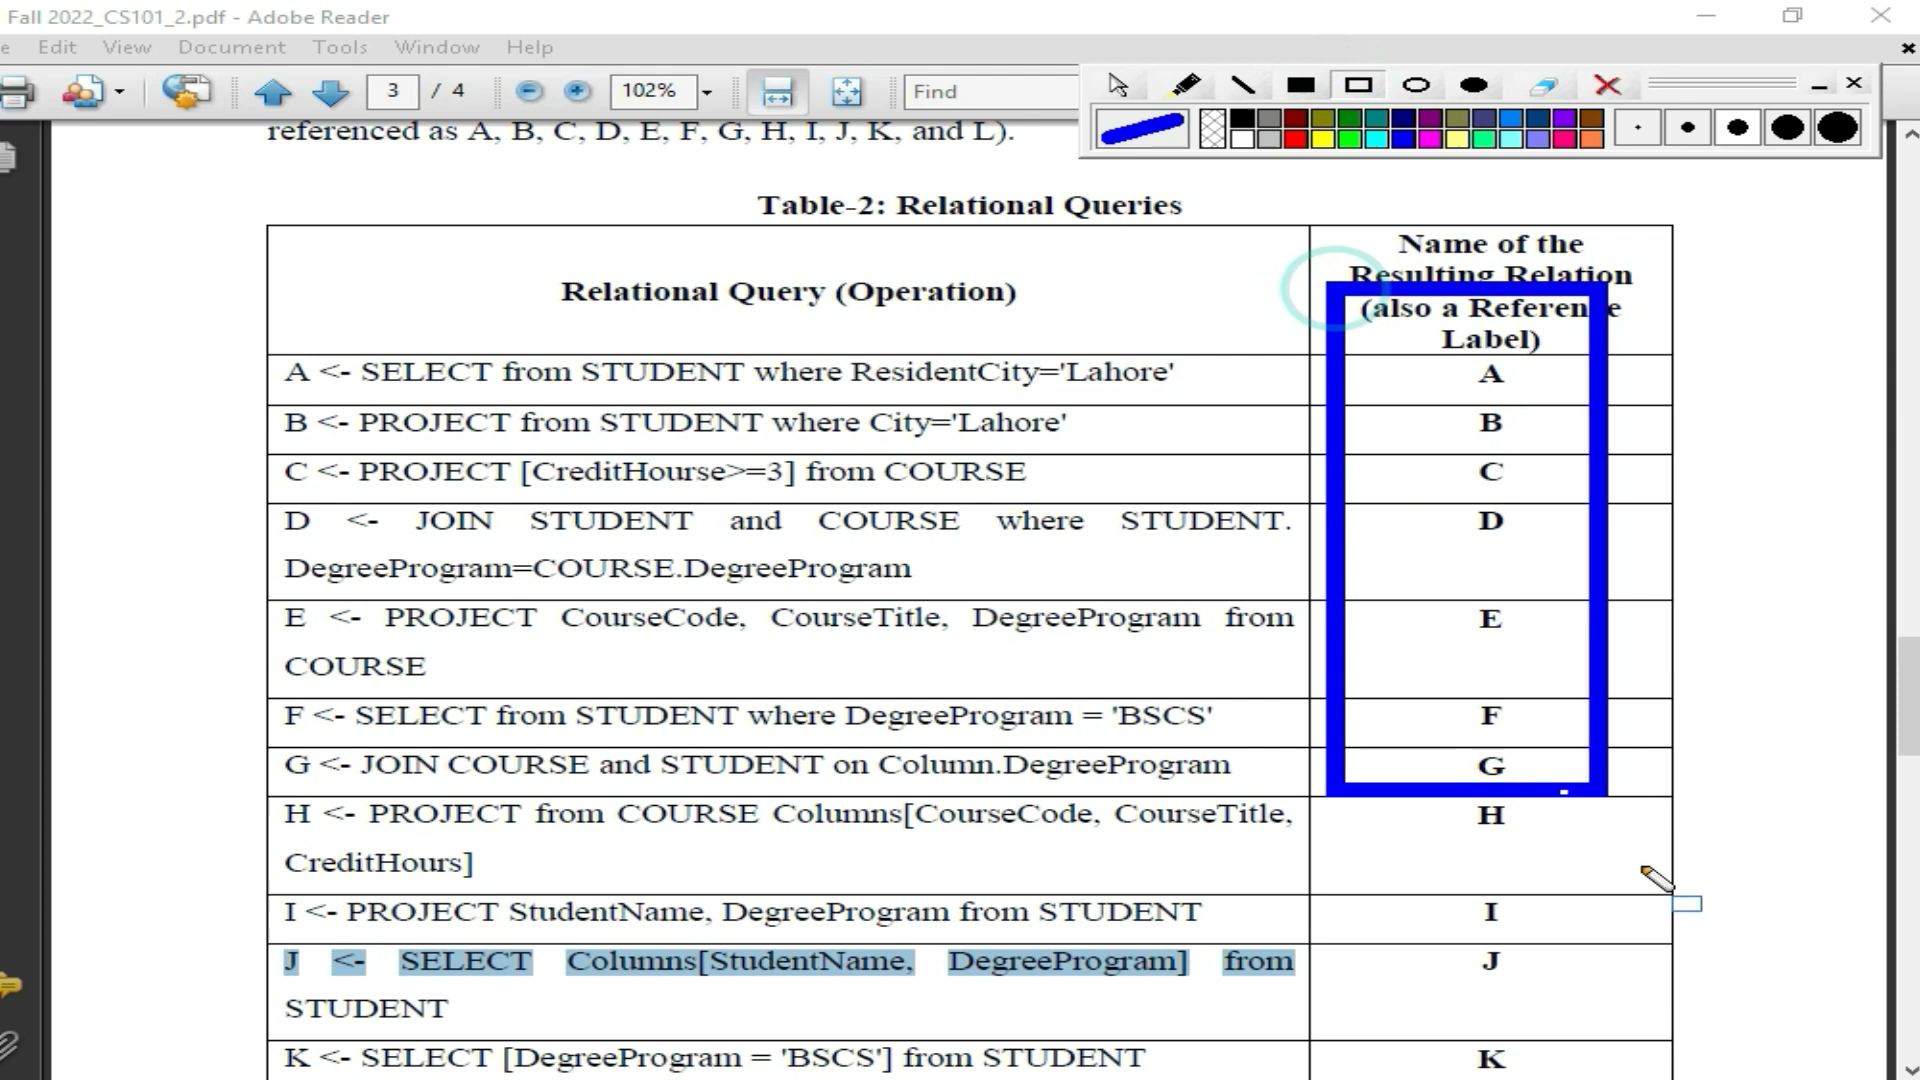 Fall 2022_CS101_2.pdf - Adobe Reader
e Edit View Document Tools Window Help
3 / 4 102% Find
referenced as A, B, C, D, E, F, G, H, I, J, K, and L).
Table-2: Relational Queries
Relational Query (Operation)
Name of the
Resulting Relation
(also a Reference
Label)
A <- SELECT from STUDENT where ResidentCity='Lahore'
A
B <- PROJECT from STUDENT where City='Lahore'
B
C <- PROJECT [CreditHourse>=3] from COURSE
C
D <- JOIN STUDENT and COURSE where STUDENT.
DegreeProgram=COURSE.DegreeProgram
D
E <- PROJECT CourseCode, CourseTitle, DegreeProgram from
COURSE
E
F <- SELECT from STUDENT where DegreeProgram = 'BSCS'
F
G <- JOIN COURSE and STUDENT on Column.DegreeProgram
G
H <- PROJECT from COURSE Columns[CourseCode, CourseTitle,
CreditHours]
H
I <- PROJECT StudentName, DegreeProgram from STUDENT
I
J <- SELECT Columns[StudentName, DegreeProgram] from
STUDENT
J
K <- SELECT [DegreeProgram = 'BSCS'] from STUDENT
K